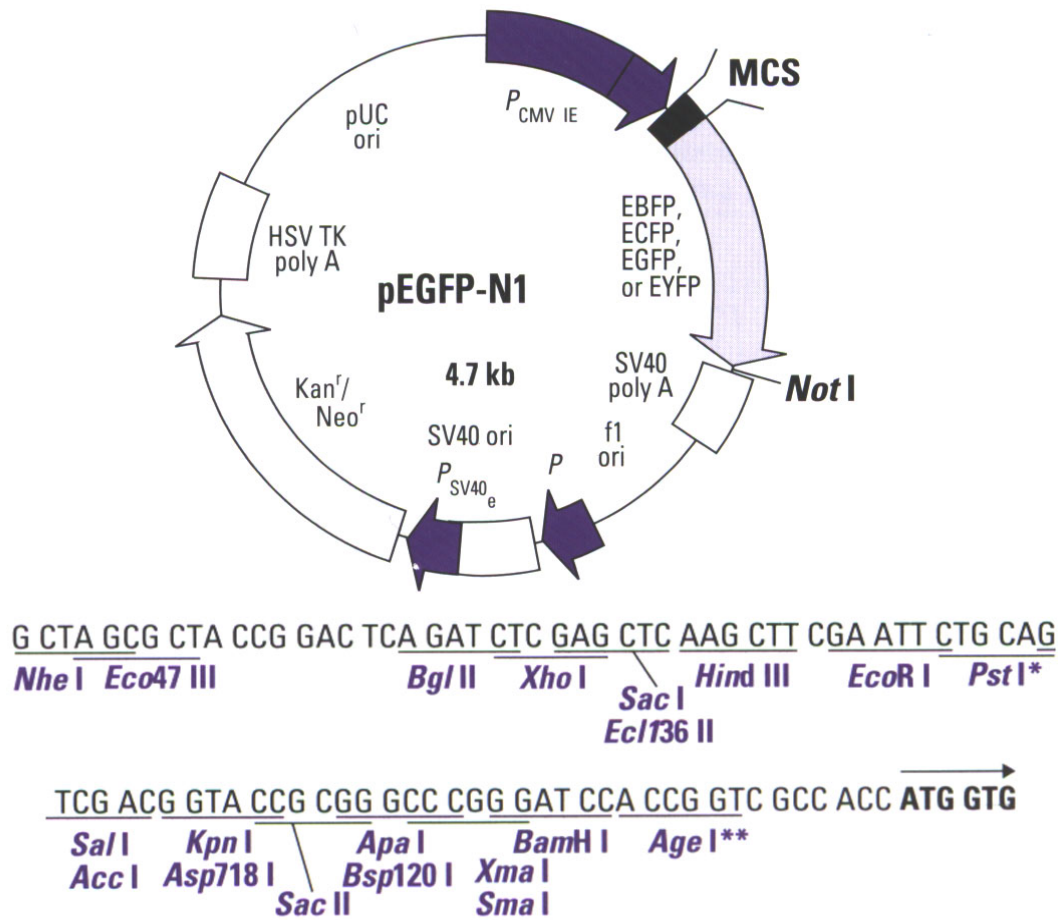 MCS
P CMV IE
pUC
ori
EBFP,
ECFP,
EGFP,
or EYFP
HSV TK
poly A
pEGFP-N1
4.7 kb
SV40
poly A
Not I
Kanʳ/
Neoʳ
SV40 ori
f1
ori
P SV40 e
P
G CTA GCG CTA CCG GAC TCA GAT CTC GAG CTC AAG CTT CGA ATT CTG CAG
Nhe I Eco47 III Bgl II Xho I Hind III EcoR I Pst I*
Sac I
Ecl136 II
TCG ACG GTA CCG CGG GCC CGG GAT CCA CCG GTC GCC ACC ATG GTG
Sal I Kpn I Apa I BamH I Age I**
Acc I Asp718 I Bsp120 I Xma I
Sac II Sma I